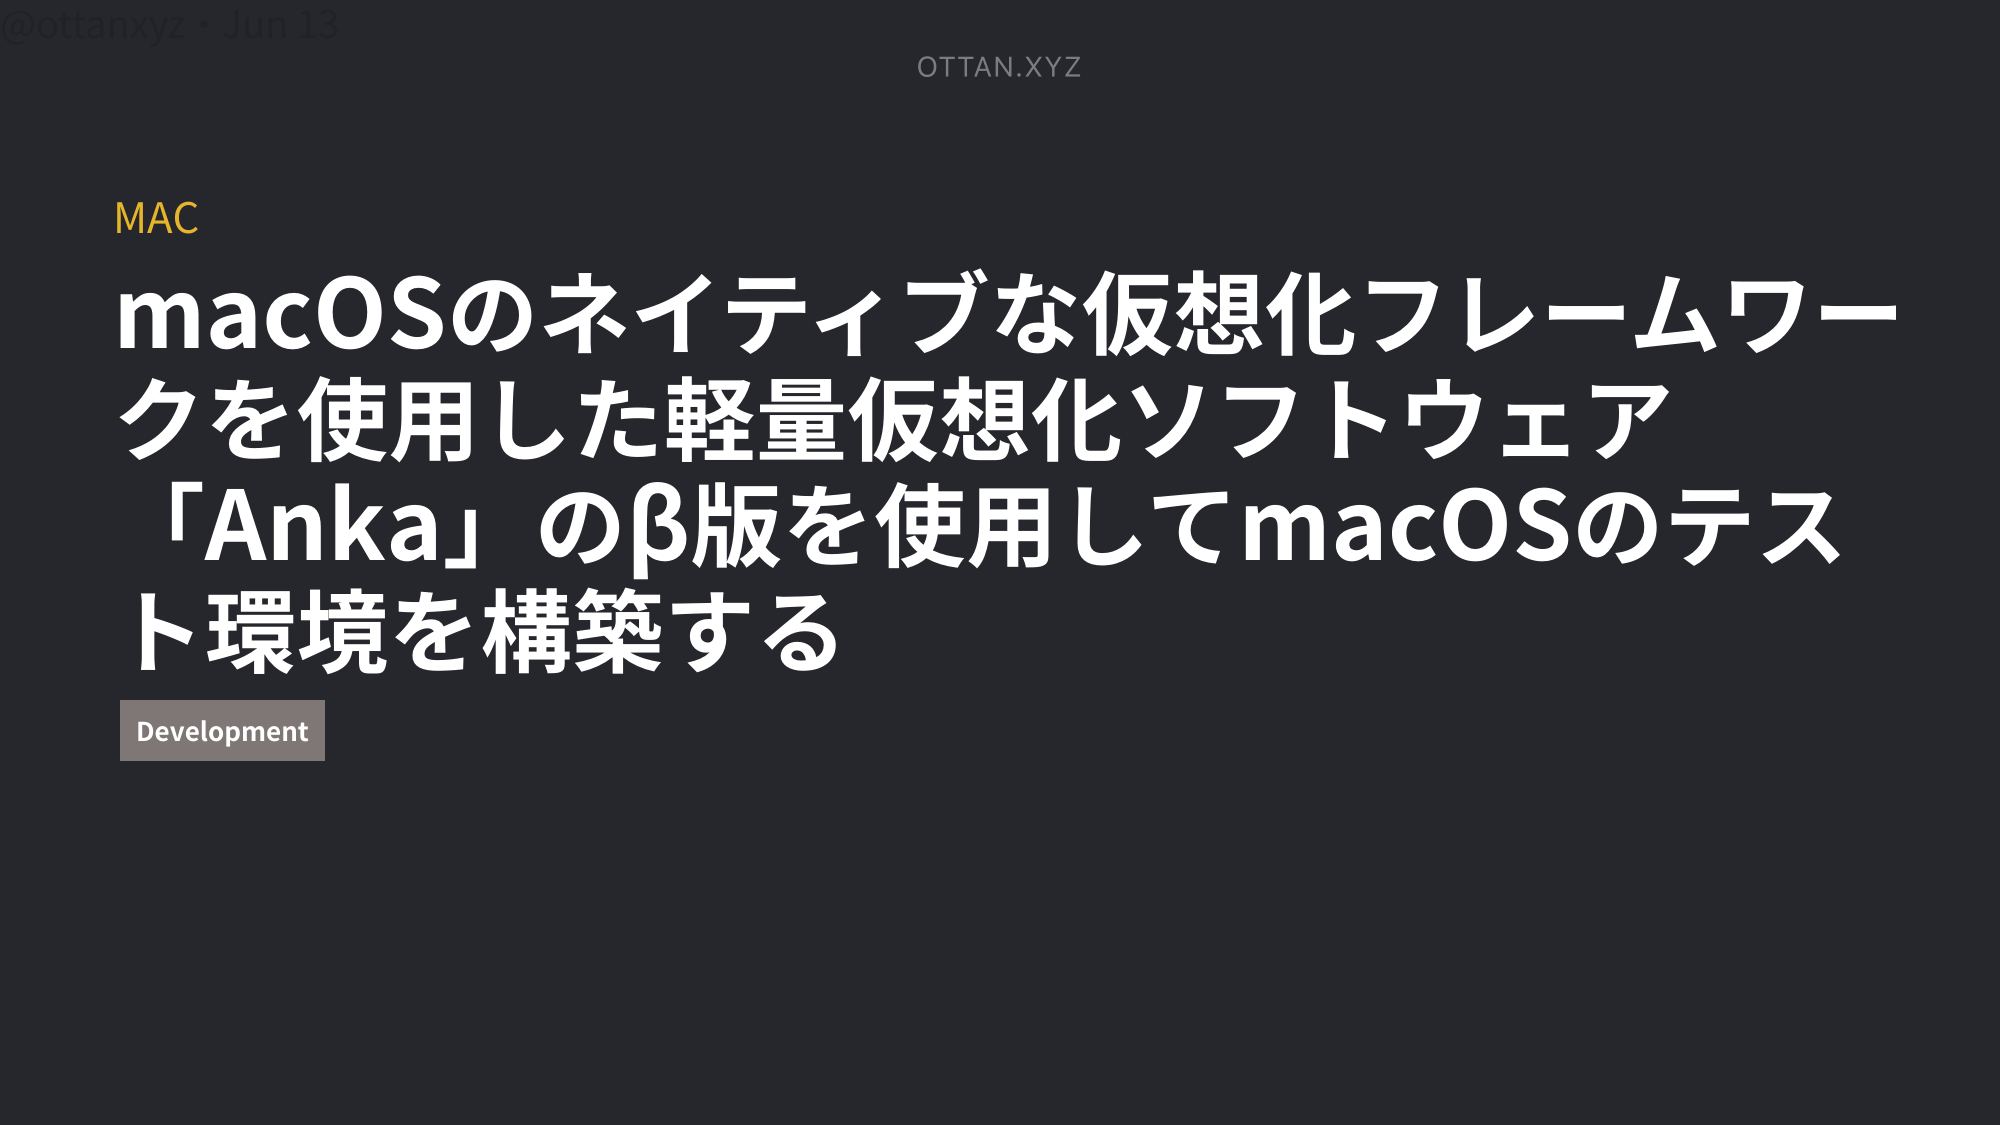 @ottanxyz・Jun 13
OTTAN.XYZ
MAC
macOSのネイティブな仮想化フレームワー
クを使用した軽量仮想化ソフトウェア
「Anka」のβ版を使用してmacOSのテス
ト環境を構築する
Development